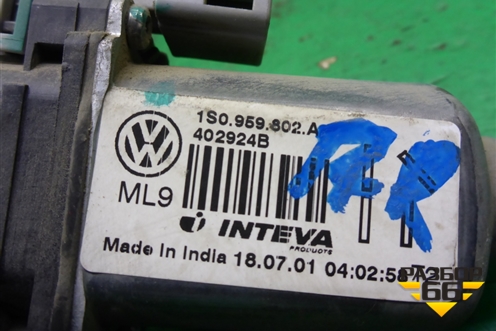 1S0.959.802.A
402924B
RR
ML9
INTEVA
PRODUCTS
Made In India 18.07.01 04:02:58
РАЗБОР
66